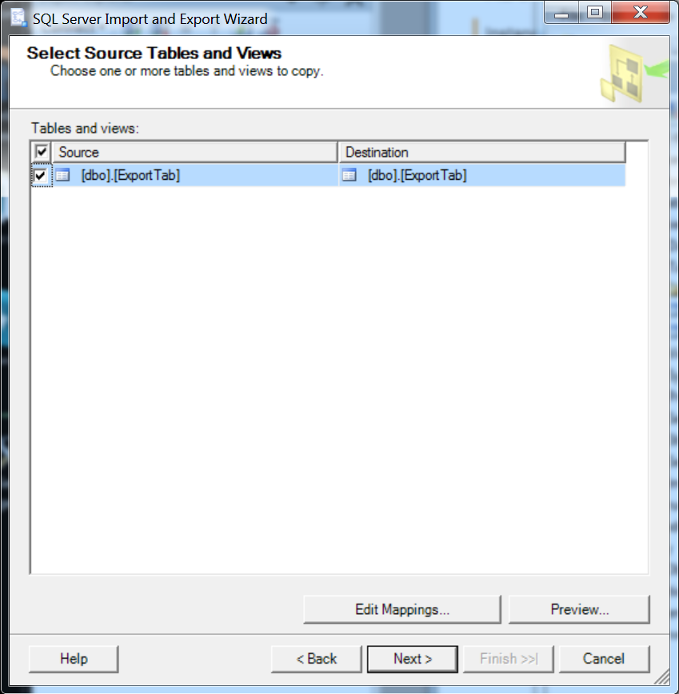 SQL Server Import and Export Wizard
Select Source Tables and Views
Choose one or more tables and views to copy.
Tables and views:
Source Destination
[dbo].[ExportTab] [dbo].[ExportTab]
Edit Mappings... Preview...
Help < Back Next > Finish >>| Cancel